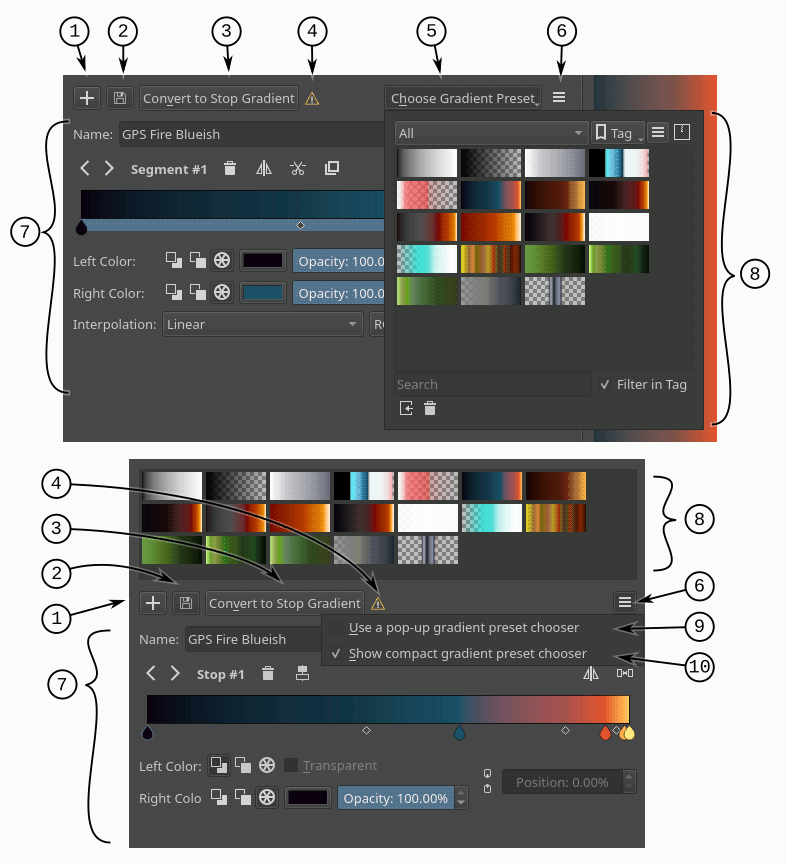 1 2 3 4 5 6
Convert to Stop Gradient Choose Gradient Preset
Name: GPS Fire Blueish All Tag
Segment #1
7 8
Left Color: Opacity: 100.0
Right Color: Opacity: 100.0
Interpolation: Linear
Search Filter in Tag
4
8
3
2
6
Convert to Stop Gradient
1
Use a pop-up gradient preset chooser 9
Name: GPS Fire Blueish
Show compact gradient preset chooser 10
Stop #1
7
Left Color: Transparent
Position: 0.00%
Right Colo Opacity: 100.00%